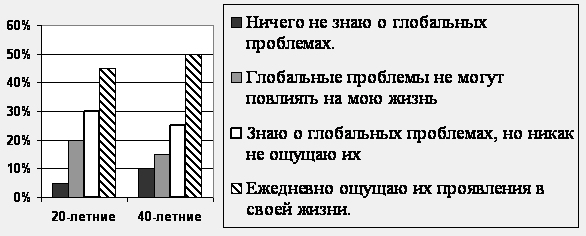 60%
50%
40%
30%
20%
10%
0%
20-летние
40-летние
Ничего не знаю о глобальных
проблемах.
Глобальные проблемы не могут
повлиять на мою жизнь
Знаю о глобальных проблемах, но никак
не ощущаю их
Ежедневно ощущаю их проявления в
своей жизни.